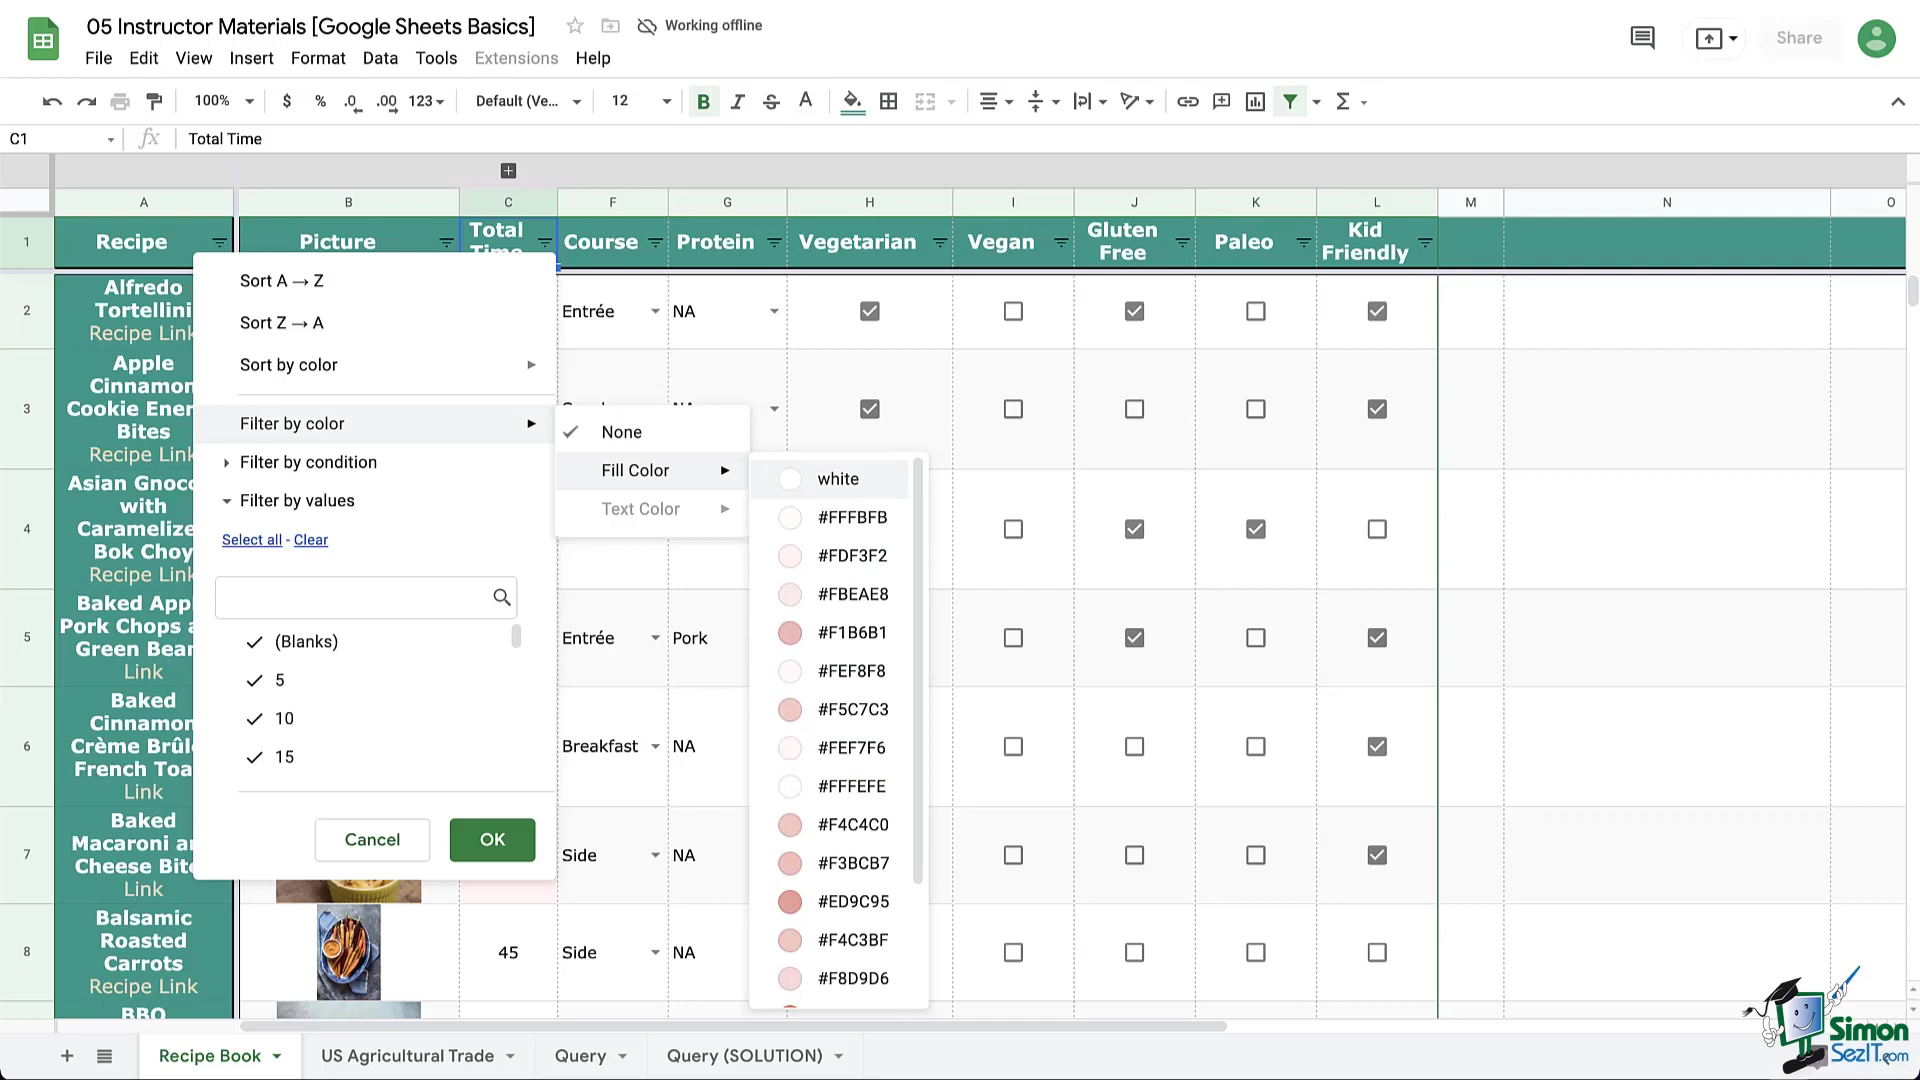 05 Instructor Materials [Google Sheets Basics]
Working offline
Share
File Edit View Insert Format Data Tools Extensions Help
100% $ % .0 .00 123 Default (Ve... 12 B I S A Σ
C1 fx Total Time
A B C F G H I J K L M N O
1 Recipe Picture Total Time Course Protein Vegetarian Vegan Gluten Free Paleo Kid Friendly
2
Alfredo
Tortellini
Recipe Link
Entrée NA
3
Apple
Cinnamon
Cookie Ener
Bites
Recipe Link
4
Asian Gnocc
with
Caramelize
Bok Choy
Recipe Link
5
Baked App
Pork Chops a
Green Bear
Link
Entrée Pork
6
Baked
Cinnamon
Crème Brûl
French Toa
Link
Breakfast NA
7
Baked
Macaroni an
Cheese Bite
Link
Side NA
8
Balsamic
Roasted
Carrots
Recipe Link
45 Side NA
BBQ
Sort A → Z
Sort Z → A
Sort by color
Filter by color
Filter by condition
Filter by values
Select all - Clear
(Blanks)
5
10
15
Cancel OK
None
Fill Color
Text Color
white
#FFFBFB
#FDF3F2
#FBEAE8
#F1B6B1
#FEF8F8
#F5C7C3
#FEF7F6
#FFFEFE
#F4C4C0
#F3BCB7
#ED9C95
#F4C3BF
#F8D9D6
Recipe Book US Agricultural Trade Query Query (SOLUTION)
Simon
SezIT.com